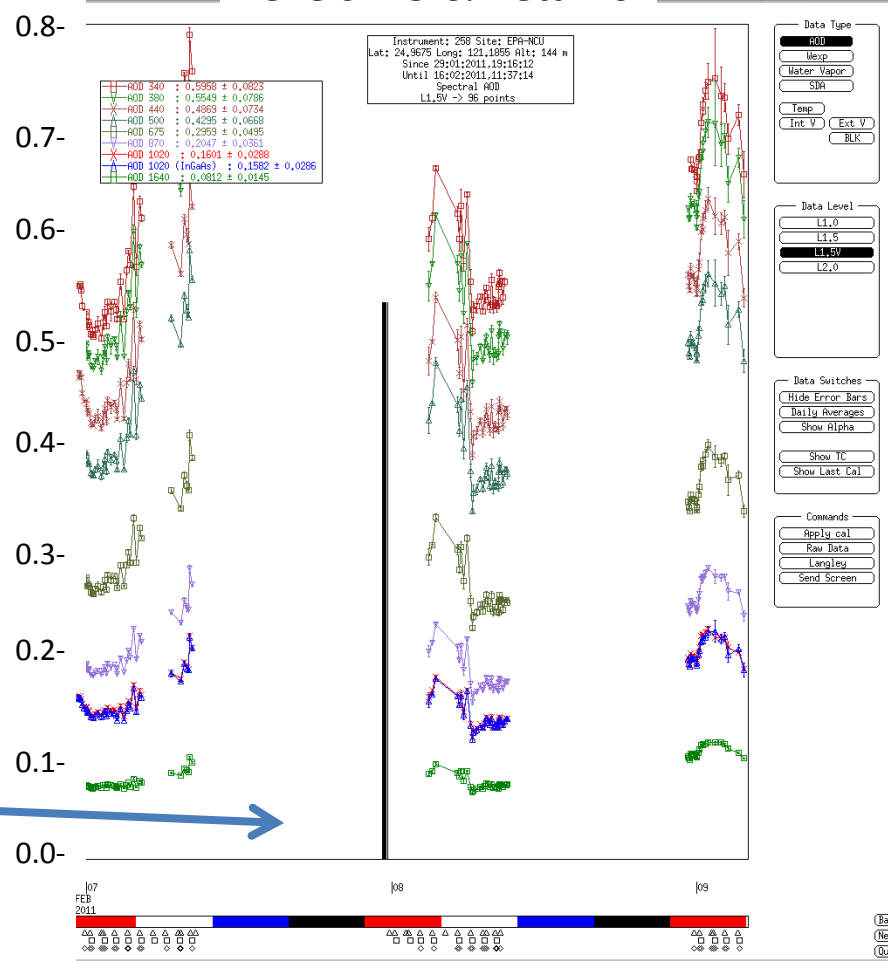 0.8-
0.7-
0.6-
0.5-
0.4-
0.3-
0.2-
0.1-
0.0-
Instrument: 258 Site: EPA-NCU
Lat: 24.9675 Long: 121.1855 Alt: 144 m
Since 29:01:2011,19:16:12
Until 16:02:2011,11:37:14
Spectral AOD
L1.5V -> 96 points
AOD 340 : 0.5958 ± 0.0823
AOD 380 : 0.5549 ± 0.0786
AOD 440 : 0.4869 ± 0.0734
AOD 500 : 0.4295 ± 0.0668
AOD 675 : 0.2959 ± 0.0495
AOD 870 : 0.2047 ± 0.0361
AOD 1020 : 0.1601 ± 0.0288
AOD 1020 (InGaAs) : 0.1582 ± 0.0286
AOD 1640 : 0.0812 ± 0.0145
|07
FEB
2011
|08
|09
Data Type
AOD
Wexp
Water Vapor
SDA
Temp
Int V Ext V
BLK
Data Level
L1.0
L1.5
L1.5V
L2.0
Data Switches
Hide Error Bars
Daily Averages
Show Alpha
Show TC
Show Last Cal
Commands
Apply cal
Raw Data
Langley
Send Screen